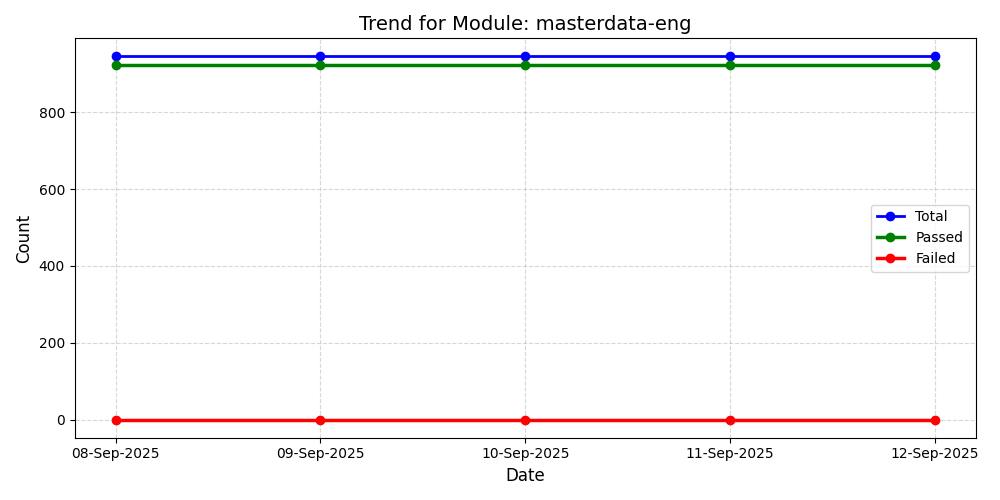 Trend for Module: masterdata-eng
Count
800
600
400
200
0
Total
Passed
Failed
08-Sep-2025 09-Sep-2025 10-Sep-2025 11-Sep-2025 12-Sep-2025
Date